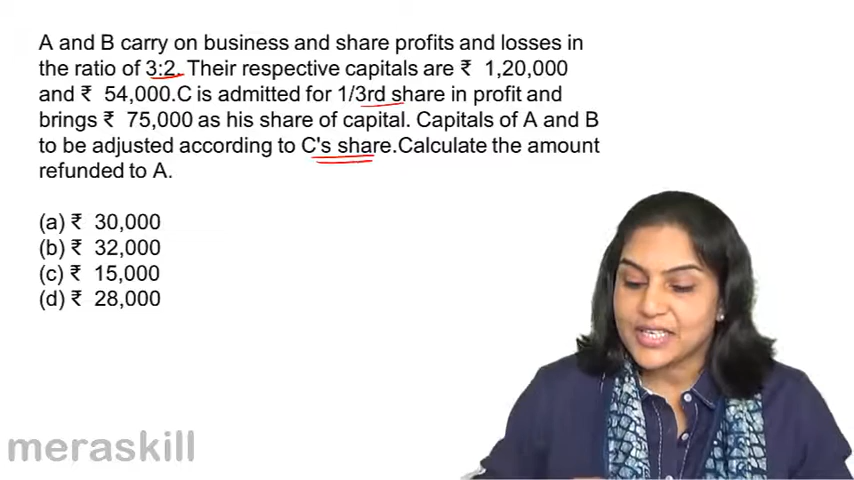 A and B carry on business and share profits and losses in
the ratio of 3:2. Their respective capitals are ₹ 1,20,000
and ₹ 54,000.C is admitted for 1/3rd share in profit and
brings ₹ 75,000 as his share of capital. Capitals of A and B
to be adjusted according to C's share.Calculate the amount
refunded to A.
(a) ₹ 30,000
(b) ₹ 32,000
(c) ₹ 15,000
(d) ₹ 28,000
meraskill